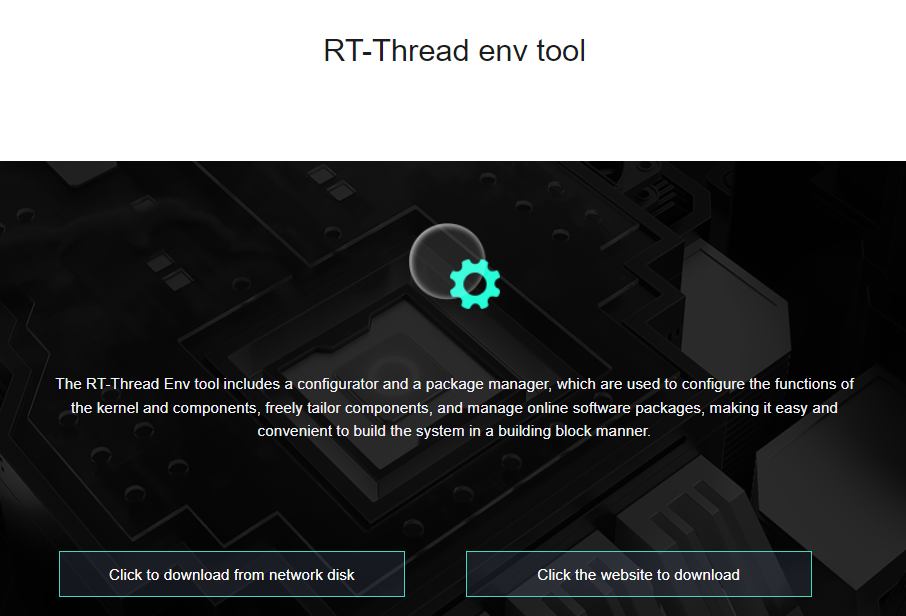 RT-Thread env tool
The RT-Thread Env tool includes a configurator and a package manager, which are used to configure the functions of
the kernel and components, freely tailor components, and manage online software packages, making it easy and
convenient to build the system in a building block manner.
Click to download from network disk
Click the website to download